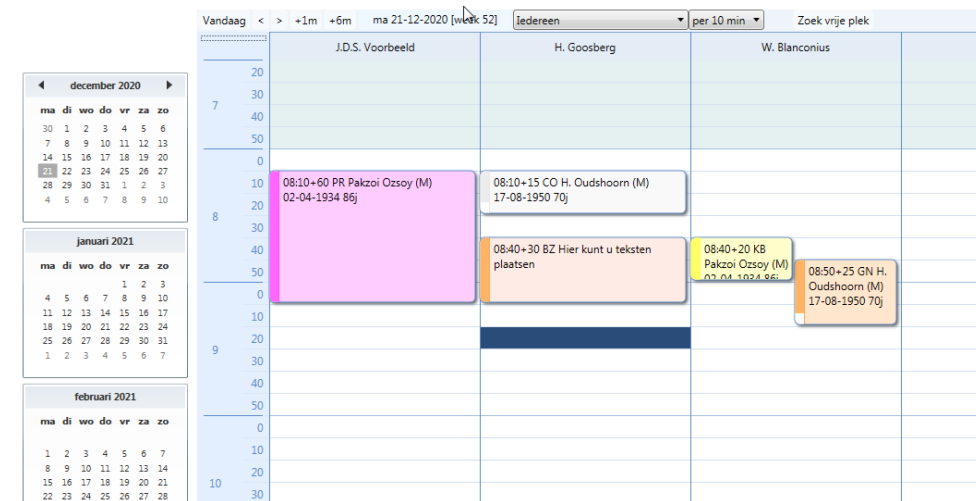 Vandaag < > +1m +6m ma 21-12-2020 [week 52] Iedereen per 10 min Zoek vrije plek
J.D.S. Voorbeeld H. Goosberg W. Blanconius
december 2020
ma di wo do vr za zo
30 1 2 3 4 5 6
7 8 9 10 11 12 13
14 15 16 17 18 19 20
21 22 23 24 25 26 27
28 29 30 31 1 2 3
4 5 6 7 8 9 10
januari 2021
ma di wo do vr za zo
1 2 3
4 5 6 7 8 9 10
11 12 13 14 15 16 17
18 19 20 21 22 23 24
25 26 27 28 29 30 31
1 2 3 4 5 6 7
februari 2021
ma di wo do vr za zo
1 2 3 4 5 6 7
8 9 10 11 12 13 14
15 16 17 18 19 20 21
22 23 24 25 26 27 28
7
20
30
40
50
8
0
10
20
30
40
50
9
0
10
20
30
40
50
10
0
10
20
30
08:10+60 PR Pakzoi Ozsoy (M)
02-04-1934 86j
08:10+15 CO H. Oudshoorn (M)
17-08-1950 70j
08:40+30 BZ Hier kunt u teksten
plaatsen
08:40+20 KB
Pakzoi Ozsoy (M)
02-04-1934 86j
08:50+25 GN H.
Oudshoorn (M)
17-08-1950 70j